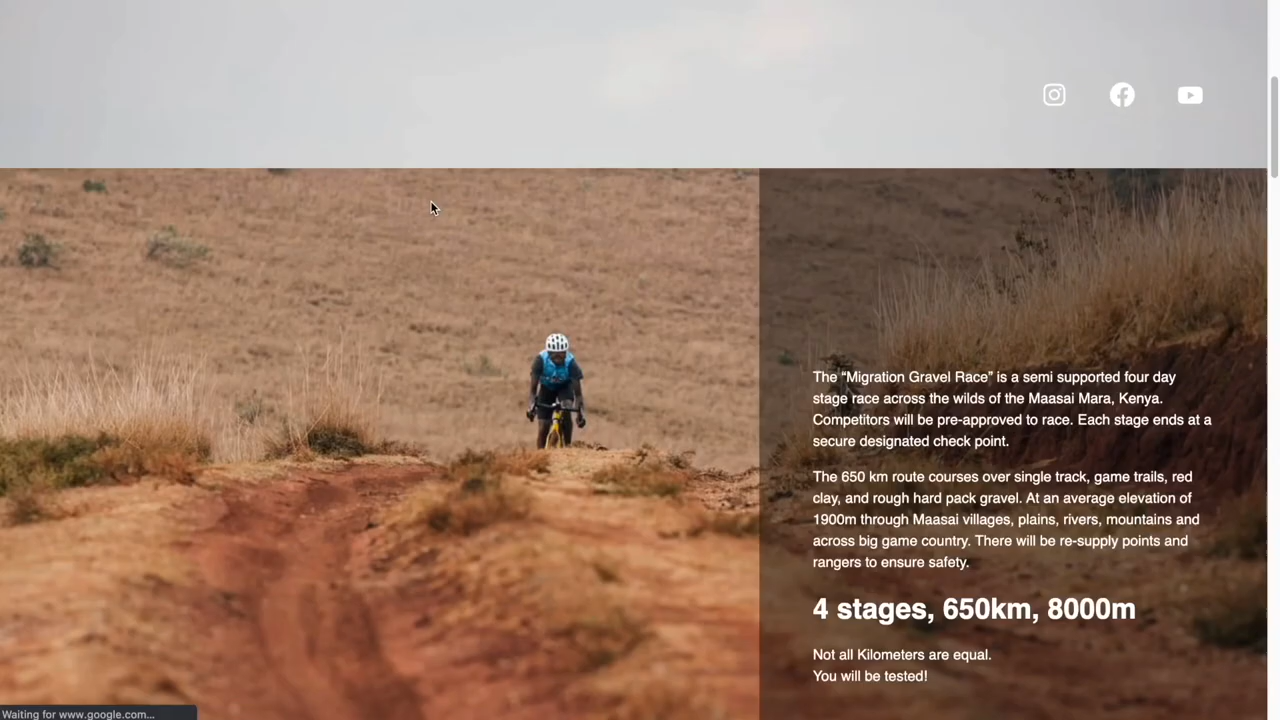 The “Migration Gravel Race” is a semi supported four day
stage race across the wilds of the Maasai Mara, Kenya.
Competitors will be pre-approved to race. Each stage ends at a
secure designated check point.
The 650 km route courses over single track, game trails, red
clay, and rough hard pack gravel. At an average elevation of
1900m through Maasai villages, plains, rivers, mountains and
across big game country. There will be re-supply points and
rangers to ensure safety.
4 stages, 650km, 8000m
Not all Kilometers are equal.
You will be tested!
Waiting for www.google.com...